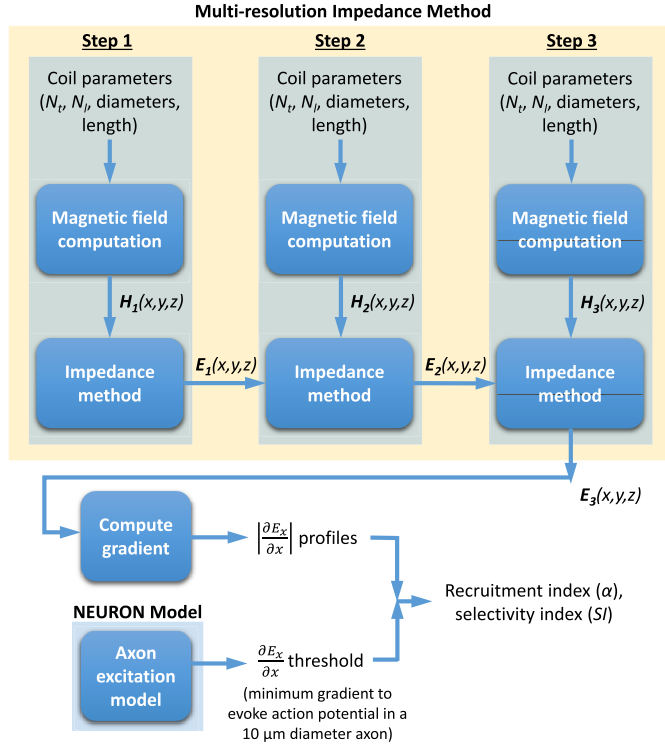 Multi-resolution Impedance Method
Step 1
Coil parameters
(Nt, Nl, diameters,
length)
Magnetic field
computation
H1(x,y,z)
Impedance
method
E1(x,y,z)
Step 2
Coil parameters
(Nt, Nl, diameters,
length)
Magnetic field
computation
H2(x,y,z)
Impedance
method
E2(x,y,z)
Step 3
Coil parameters
(Nt, Nl, diameters,
length)
Magnetic field
computation
H3(x,y,z)
Impedance
method
E3(x,y,z)
Compute
gradient
|∂Ex/∂x| profiles
NEURON Model
Axon
excitation
model
∂Ex/∂x threshold
(minimum gradient to
evoke action potential in a
10 µm diameter axon)
Recruitment index (α),
selectivity index (SI)